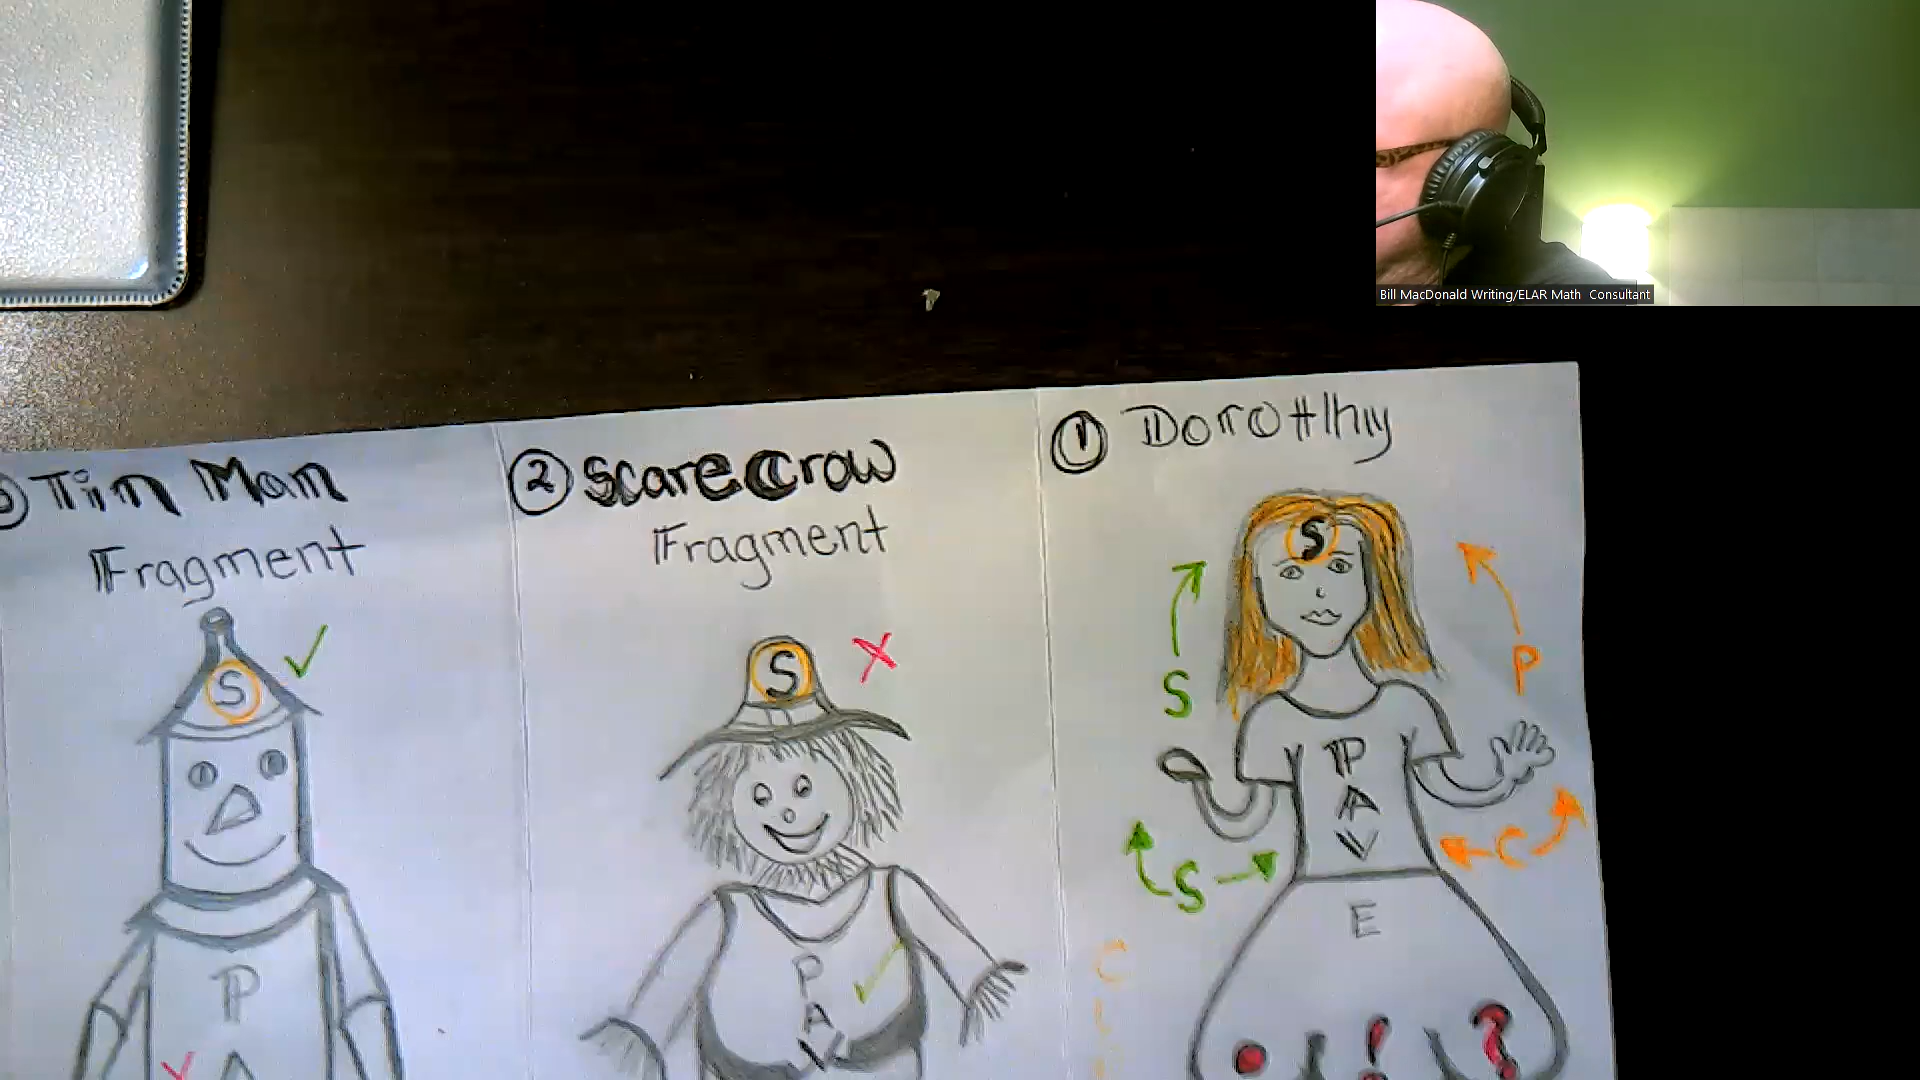 Bill MacDonald Writing/ELAR Math Consultant
Tin Man
Fragment
S
P
A
② Scarecrow
Fragment
S
P
A
V
① Dorothy
S
S
P
P
A
V
S
C
E
C